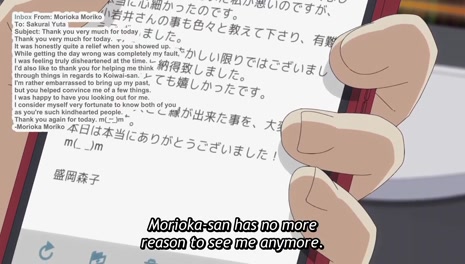 Inbox From: Morioka Moriko
To: Sakurai Yuta
Subject: Thank you very much for today
Thank you very much for today.
It was honestly quite a relief when you showed up.
While getting the day wrong was completely my fault,
I was feeling truly disheartened at the time.
I'd also like to thank you for helping me think
through things in regards to Koiwai-san.
I'm rather embarrassed to bring up my past,
but you helped convince me of a few things.
I was happy to have you looking out for me.
I consider myself very fortunate to know both of you
as you're such kindhearted people.
Thank you again for today. m(_ _)m
-Morioka Moriko
に心細かったです。
岩井さんの事も色々と教えて下さり、有難
かしい限りではございまし
納得致しました。
ても嬉しかったです。
縁が出来た事を、大変
本日は本当にありがとうございました！
m(_ _)m
盛岡森子
Morioka-san has no more
reason to see me anymore.